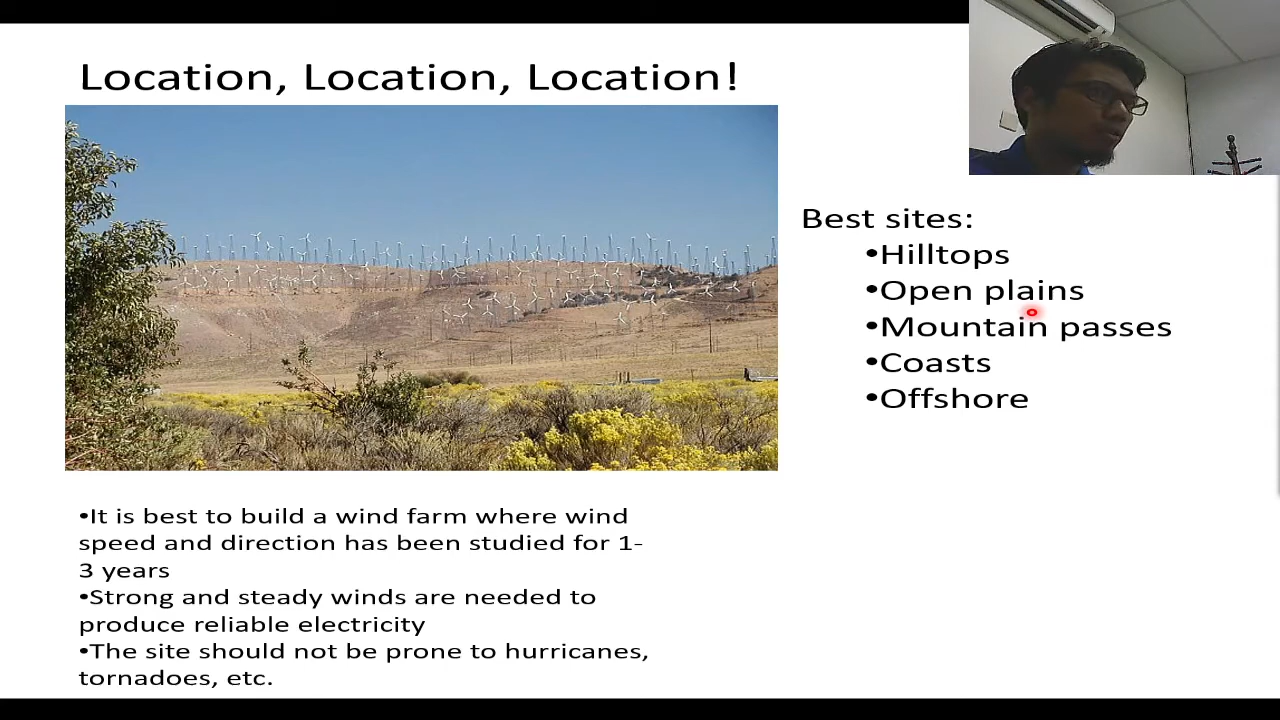 Location, Location, Location!
Best sites:
•Hilltops
•Open plains
•Mountain passes
•Coasts
•Offshore
•It is best to build a wind farm where wind
speed and direction has been studied for 1-
3 years
•Strong and steady winds are needed to
produce reliable electricity
•The site should not be prone to hurricanes,
tornadoes, etc.